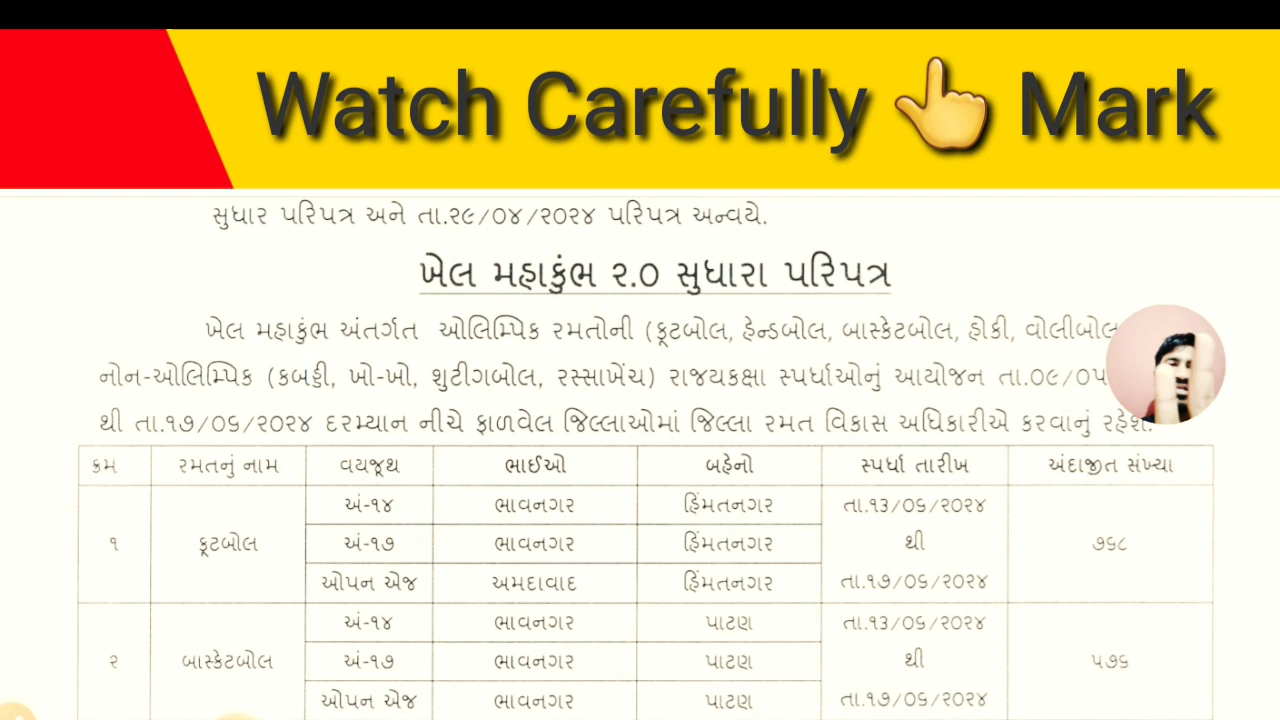 Watch Carefully 👆 Mark
સુધાર પરિપત્ર અને તા.૨૯/૦૪/૨૦૨૪ પરિપત્ર અન્વયે.
ખેલ મહાકુંભ ૨.૦ સુધારા પરિપત્ર
ખેલ મહાકુંભ અંતર્ગત ઓલિમ્પિક રમતોની (ફૂટબોલ, હેન્ડબોલ, બાસ્કેટબોલ, હોકી, વોલીબોલ
નોન-ઓલિમ્પિક (કબડ્ડી, ખો-ખો, શુટીગબોલ, રસ્સાખેંચ) રાજયકક્ષા સ્પર્ધાઓનું આયોજન તા.૦૯/૦૫
થી તા.૧૭/૦૬/૨૦૨૪ દરમ્યાન નીચે ફાળવેલ જિલ્લાઓમાં જિલ્લા રમત વિકાસ અધિકારીએ કરવાનું રહેશે.
ક્રમ રમતનું નામ વયજૂથ ભાઈઓ બહેનો સ્પર્ધા તારીખ અંદાજીત સંખ્યા
અં-૧૪ ભાવનગર હિંમતનગર તા.૧૩/૦૬/૨૦૨૪
૧ ફૂટબોલ અં-૧૭ ભાવનગર હિંમતનગર થી ૭૬૮
ઓપન એજ અમદાવાદ હિંમતનગર તા.૧૭/૦૬/૨૦૨૪
અં-૧૪ ભાવનગર પાટણ તા.૧૩/૦૬/૨૦૨૪
૨ બાસ્કેટબોલ અં-૧૭ ભાવનગર પાટણ થી ૫૭૬
ઓપન એજ ભાવનગર પાટણ તા.૧૭/૦૬/૨૦૨૪